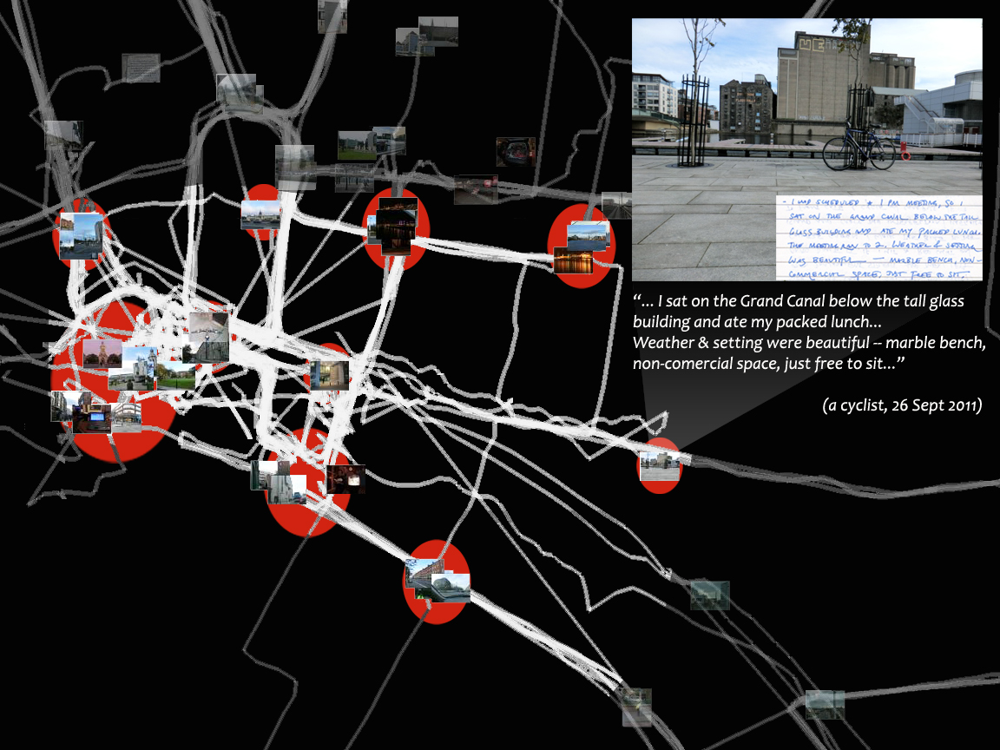 - I HAD SCHEDULED A 1 PM MEETING, SO I
SAT ON THE GRAND CANAL BELOW THE TALL
GLASS BUILDING AND ATE MY PACKED LUNCH.
THE MEETING RAN TO 2. WEATHER & SETTING
WAS BEAUTIFUL — MARBLE BENCH, NON-
COMMERCIAL SPACE, JUST FREE TO SIT.
“... I sat on the Grand Canal below the tall glass
building and ate my packed lunch...
Weather & setting were beautiful -- marble bench,
non-comercial space, just free to sit...”
(a cyclist, 26 Sept 2011)